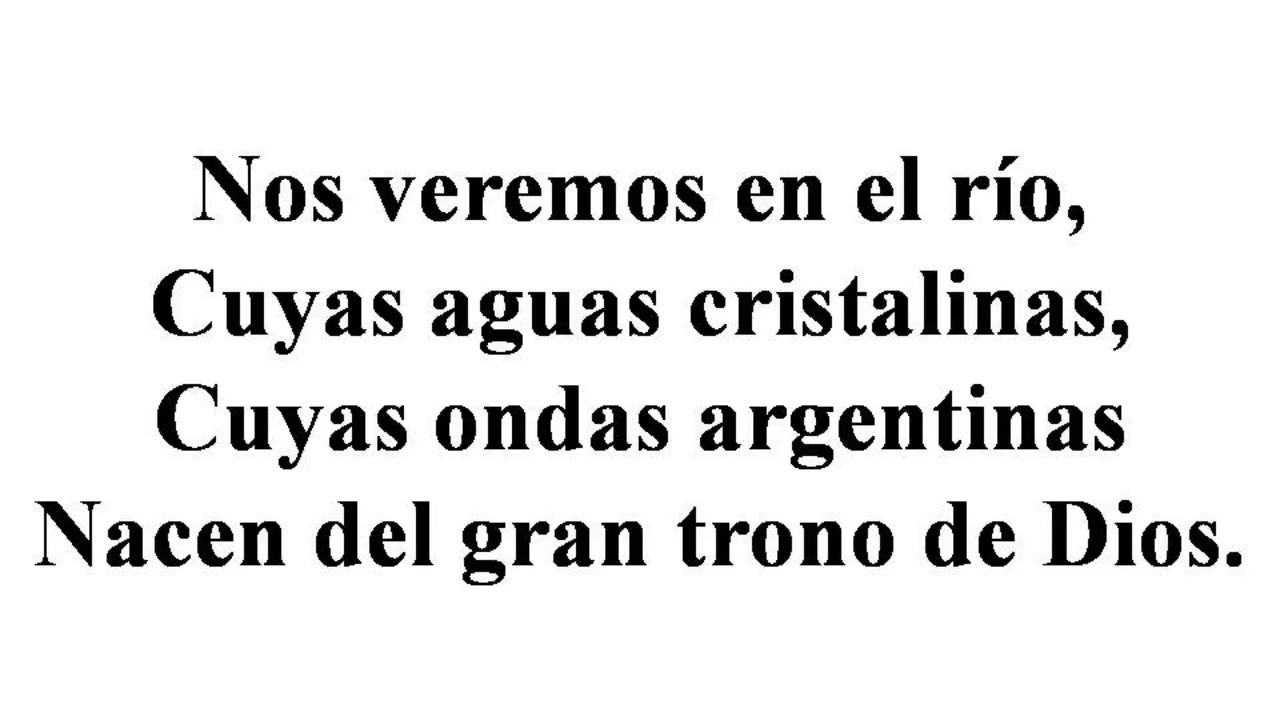 Nos veremos en el río,
Cuyas aguas cristalinas,
Cuyas ondas argentinas
Nacen del gran trono de Dios.